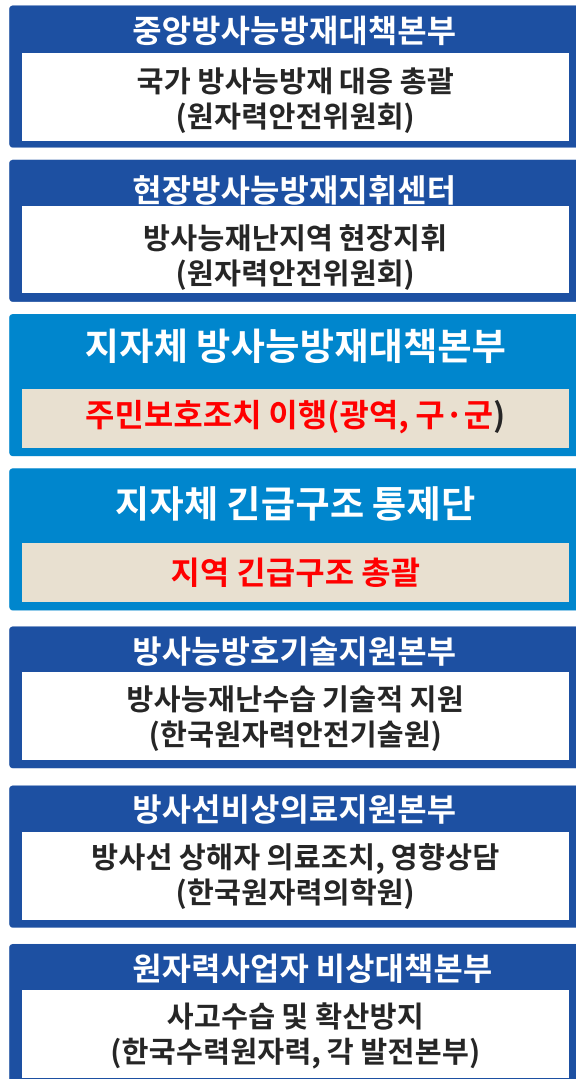 중앙방사능방재대책본부
국가 방사능방재 대응 총괄
(원자력안전위원회)
현장방사능방재지휘센터
방사능재난지역 현장지휘
(원자력안전위원회)
지자체 방사능방재대책본부
주민보호조치 이행(광역, 구·군)
지자체 긴급구조 통제단
지역 긴급구조 총괄
방사능방호기술지원본부
방사능재난수습 기술적 지원
(한국원자력안전기술원)
방사선비상의료지원본부
방사선 상해자 의료조치, 영향상담
(한국원자력의학원)
원자력사업자 비상대책본부
사고수습 및 확산방지
(한국수력원자력, 각 발전본부)